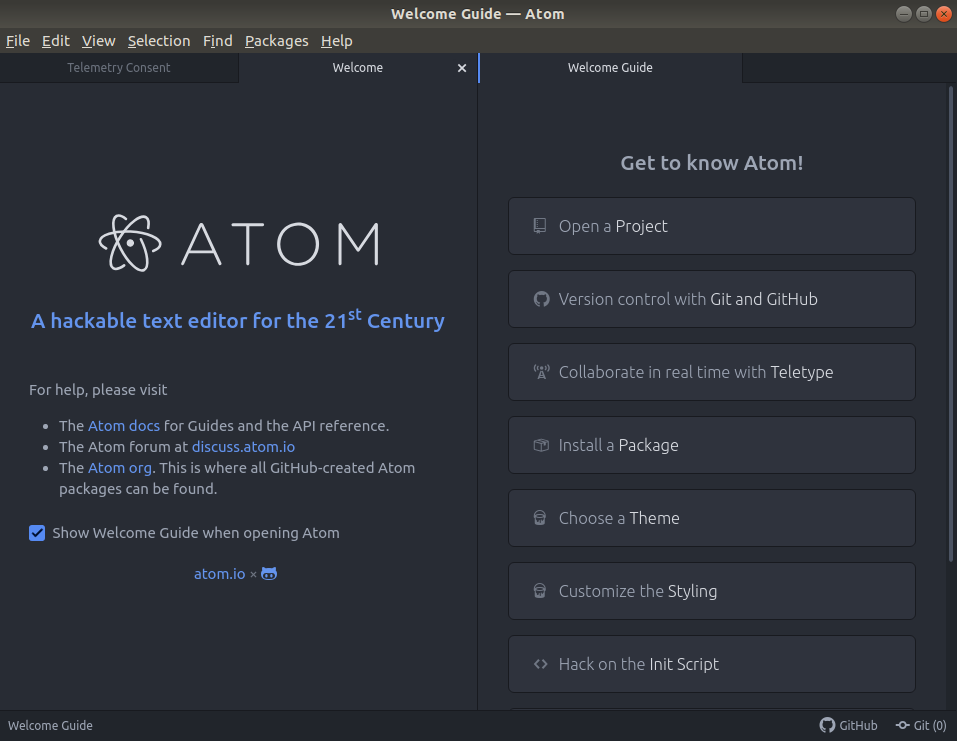 Welcome Guide — Atom
File Edit View Selection Find Packages Help
Telemetry Consent
Welcome
Welcome Guide
ATOM
A hackable text editor for the 21st Century
For help, please visit
The Atom docs for Guides and the API reference.
The Atom forum at discuss.atom.io
The Atom org. This is where all GitHub-created Atom
packages can be found.
Show Welcome Guide when opening Atom
atom.io ×
Get to know Atom!
Open a Project
Version control with Git and GitHub
Collaborate in real time with Teletype
Install a Package
Choose a Theme
Customize the Styling
Hack on the Init Script
Welcome Guide
GitHub
Git (0)